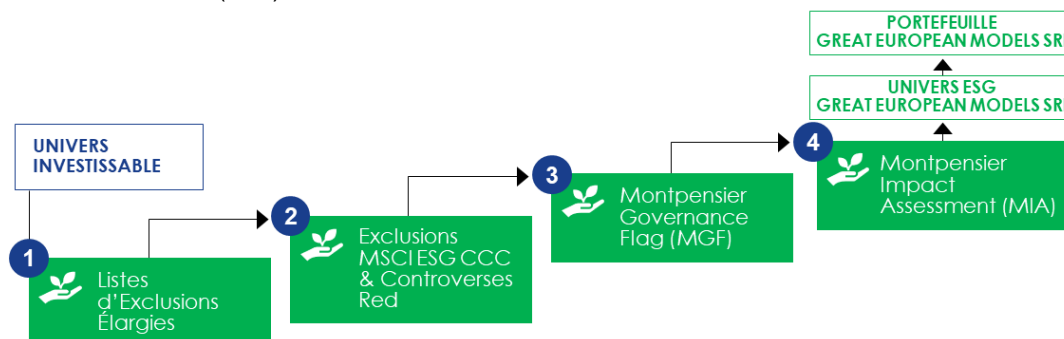 UNIVERS
INVESTISSABLE
1
Listes
d’Exclusions
Élargies
2
Exclusions
MSCI ESG CCC
& Controverses
Red
3
Montpensier
Governance
Flag (MGF)
4
Montpensier
Impact
Assessment (MIA)
UNIVERS ESG
GREAT EUROPEAN MODELS SR
PORTEFEUILLE
GREAT EUROPEAN MODELS SR